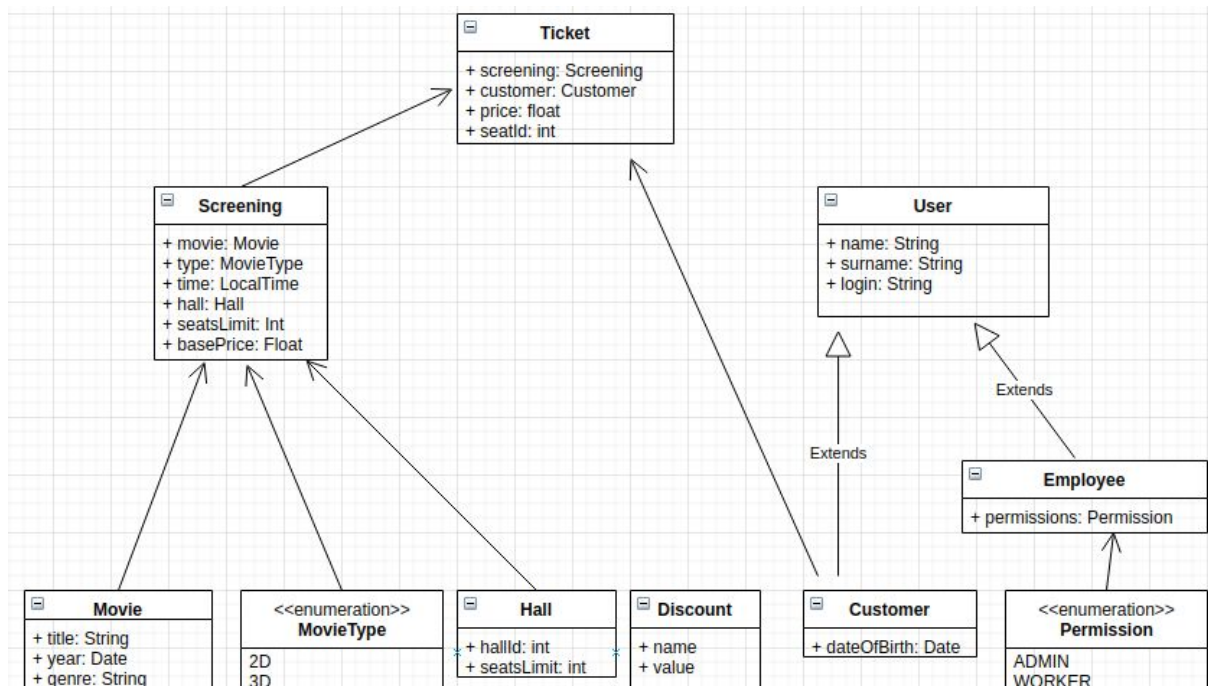 Ticket
+ screening: Screening
+ customer: Customer
+ price: float
+ seatId: int
Screening
+ movie: Movie
+ type: MovieType
+ time: LocalTime
+ hall: Hall
+ seatsLimit: Int
+ basePrice: Float
User
+ name: String
+ surname: String
+ login: String
Extends
Extends
Employee
+ permissions: Permission
Movie
+ title: String
+ year: Date
+ genre: String
<<enumeration>>
MovieType
2D
3D
Hall
+ hallId: int
+ seatsLimit: int
Discount
+ name
+ value
Customer
+ dateOfBirth: Date
<<enumeration>>
Permission
ADMIN
WORKER